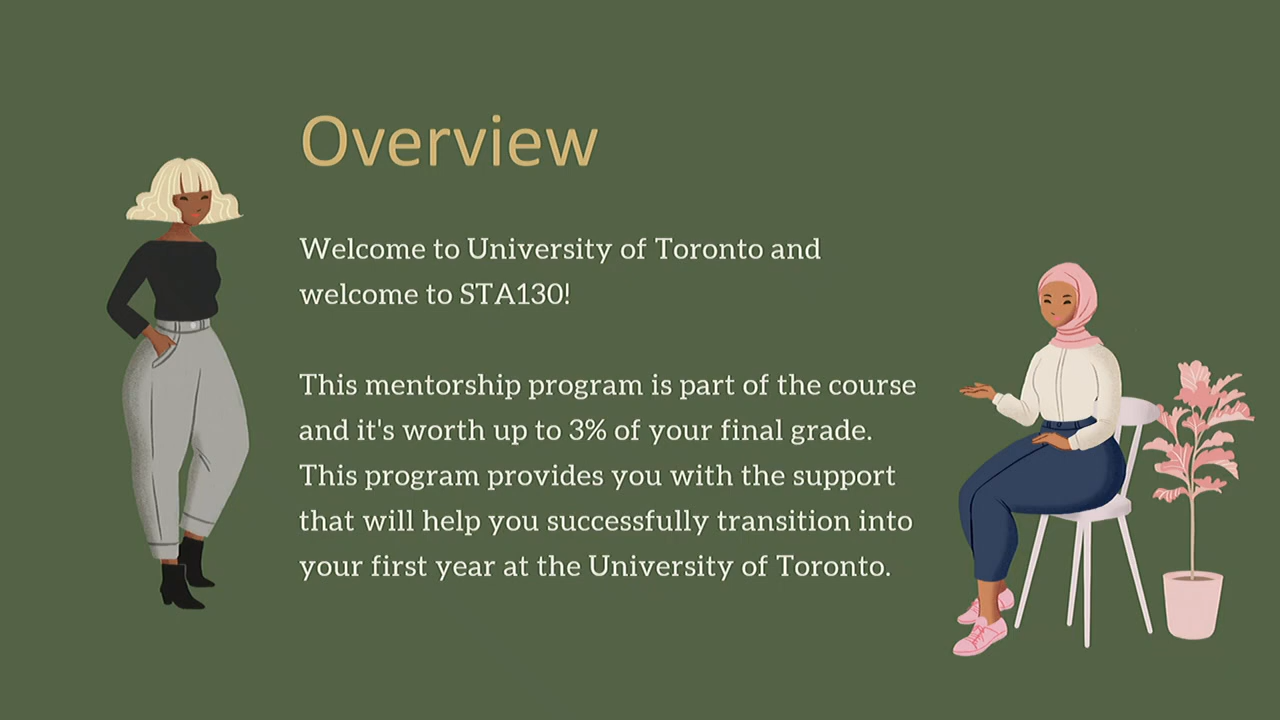 Overview
Welcome to University of Toronto and
welcome to STA130!
This mentorship program is part of the course
and it's worth up to 3% of your final grade.
This program provides you with the support
that will help you successfully transition into
your first year at the University of Toronto.